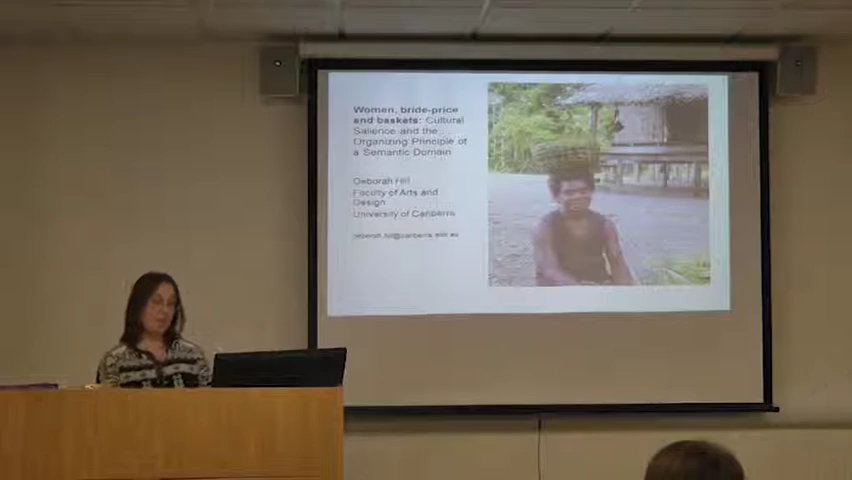 Women, bride-price
and baskets: Cultural
Salience and the
Organizing Principle of
a Semantic Domain
Deborah Hill
Faculty of Arts and
Design
University of Canberra